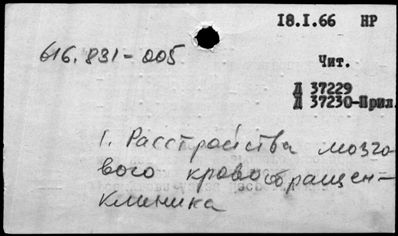 18.I.66 НР
616.831-005
Чит.
Д 37229
Д 37230-Прил.
1. Расстройства мозго-
вого кровообращен-
клиника